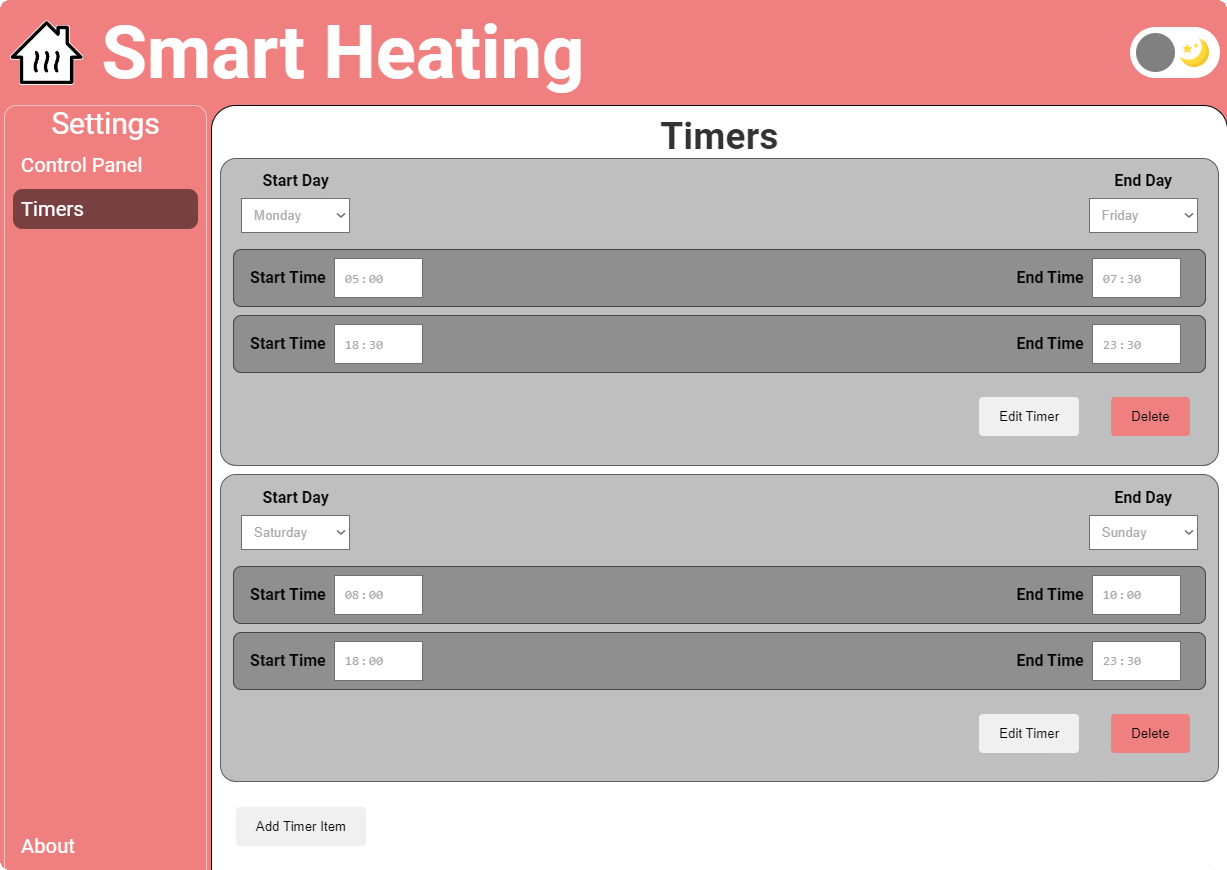 Smart Heating
Settings
Control Panel
Timers
About
Timers
Start Day End Day
Monday Friday
Start Time 05:00 End Time 07:30
Start Time 18:30 End Time 23:30
Edit Timer Delete
Start Day End Day
Saturday Sunday
Start Time 08:00 End Time 10:00
Start Time 18:00 End Time 23:30
Edit Timer Delete
Add Timer Item